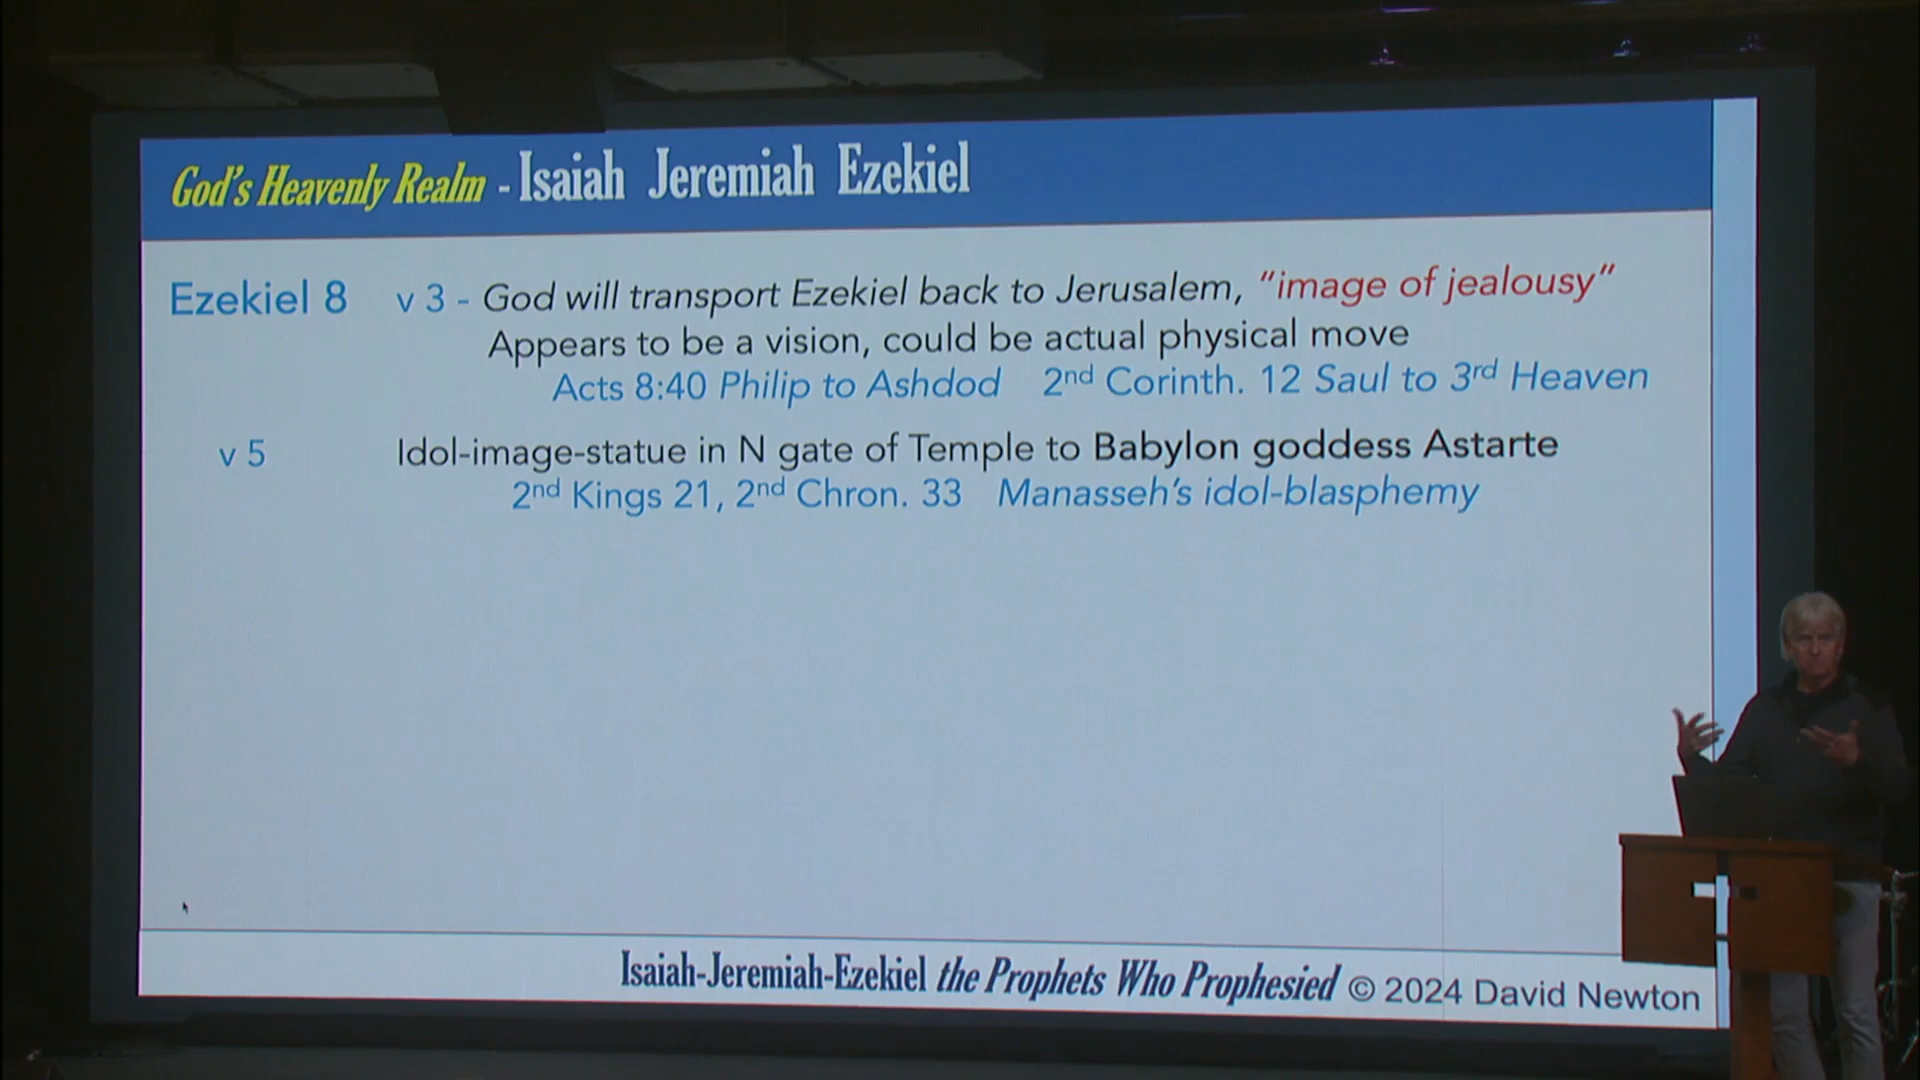 God's Heavenly Realm - Isaiah Jeremiah Ezekiel
Ezekiel 8 v 3 - God will transport Ezekiel back to Jerusalem, "image of jealousy"
Appears to be a vision, could be actual physical move
Acts 8:40 Philip to Ashdod 2nd Corinth. 12 Saul to 3rd Heaven
v 5 Idol-image-statue in N gate of Temple to Babylon goddess Astarte
2nd Kings 21, 2nd Chron. 33 Manasseh's idol-blasphemy
Isaiah-Jeremiah-Ezekiel the Prophets Who Prophesied © 2024 David Newton